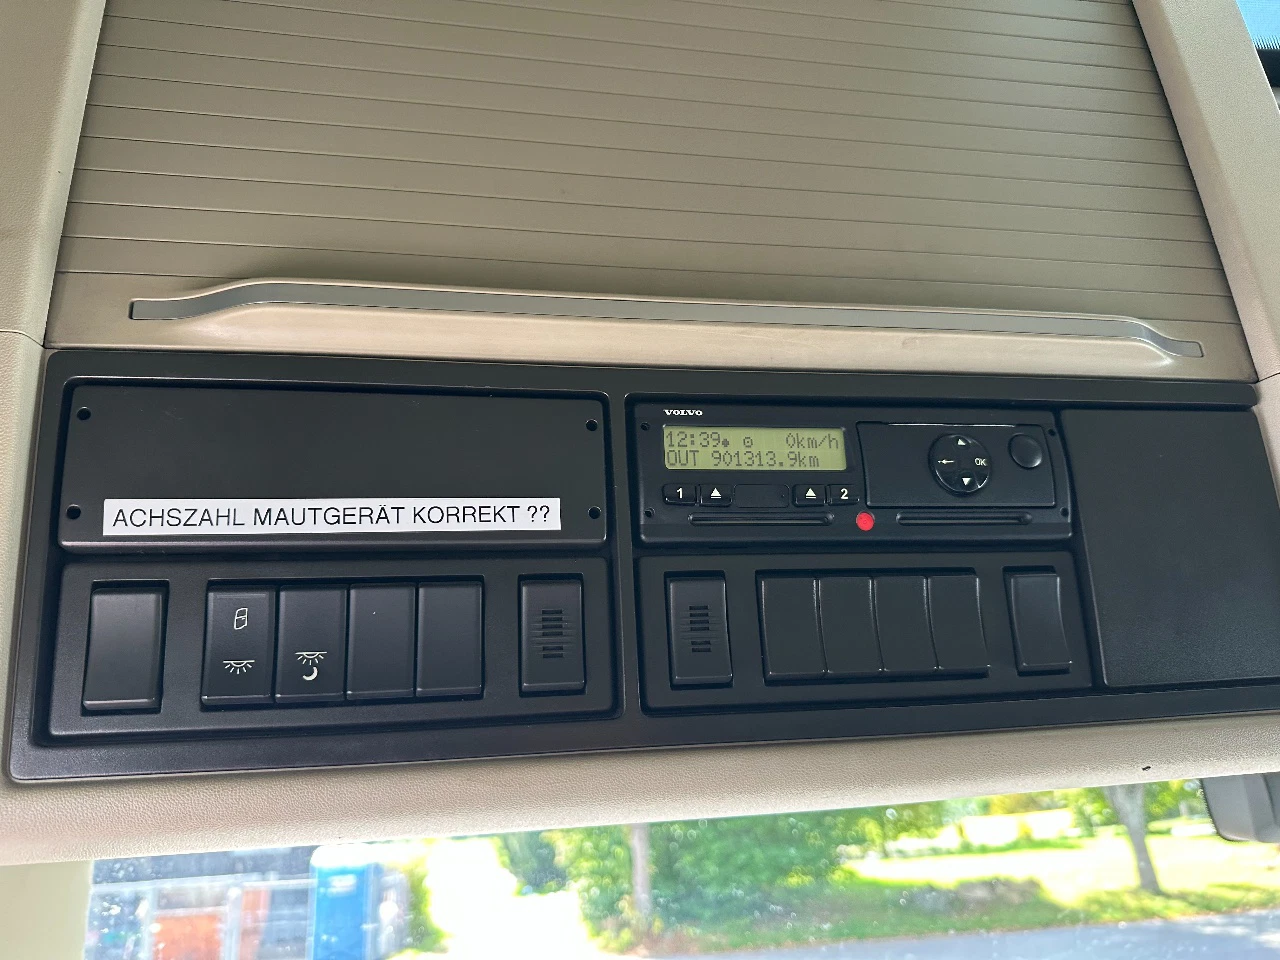 VOLVO
12:39 0km/h
OUT 901313.9km
1 2
OK
ACHSZAHL MAUTGERÄT KORREKT ??